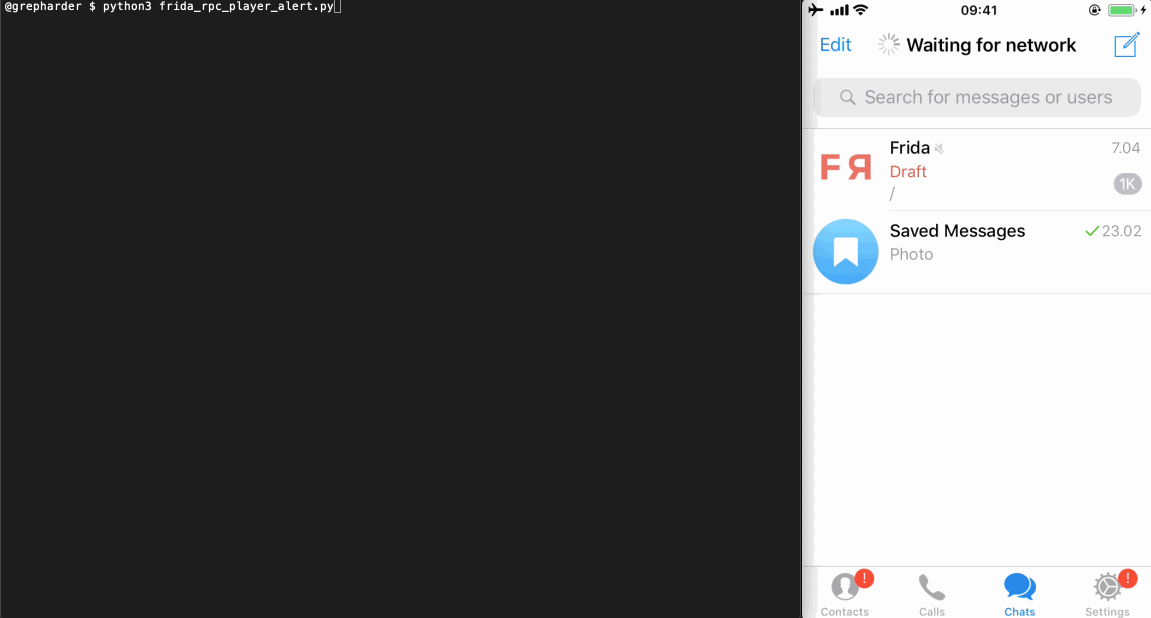 @grepharder $ python3 frida_rpc_player_alert.py
09:41
Edit
Waiting for network
Search for messages or users
FЯ
Frida
7.04
Draft
1K
/
Saved Messages
23.02
Photo
!
!
Contacts
Calls
Chats
Settings